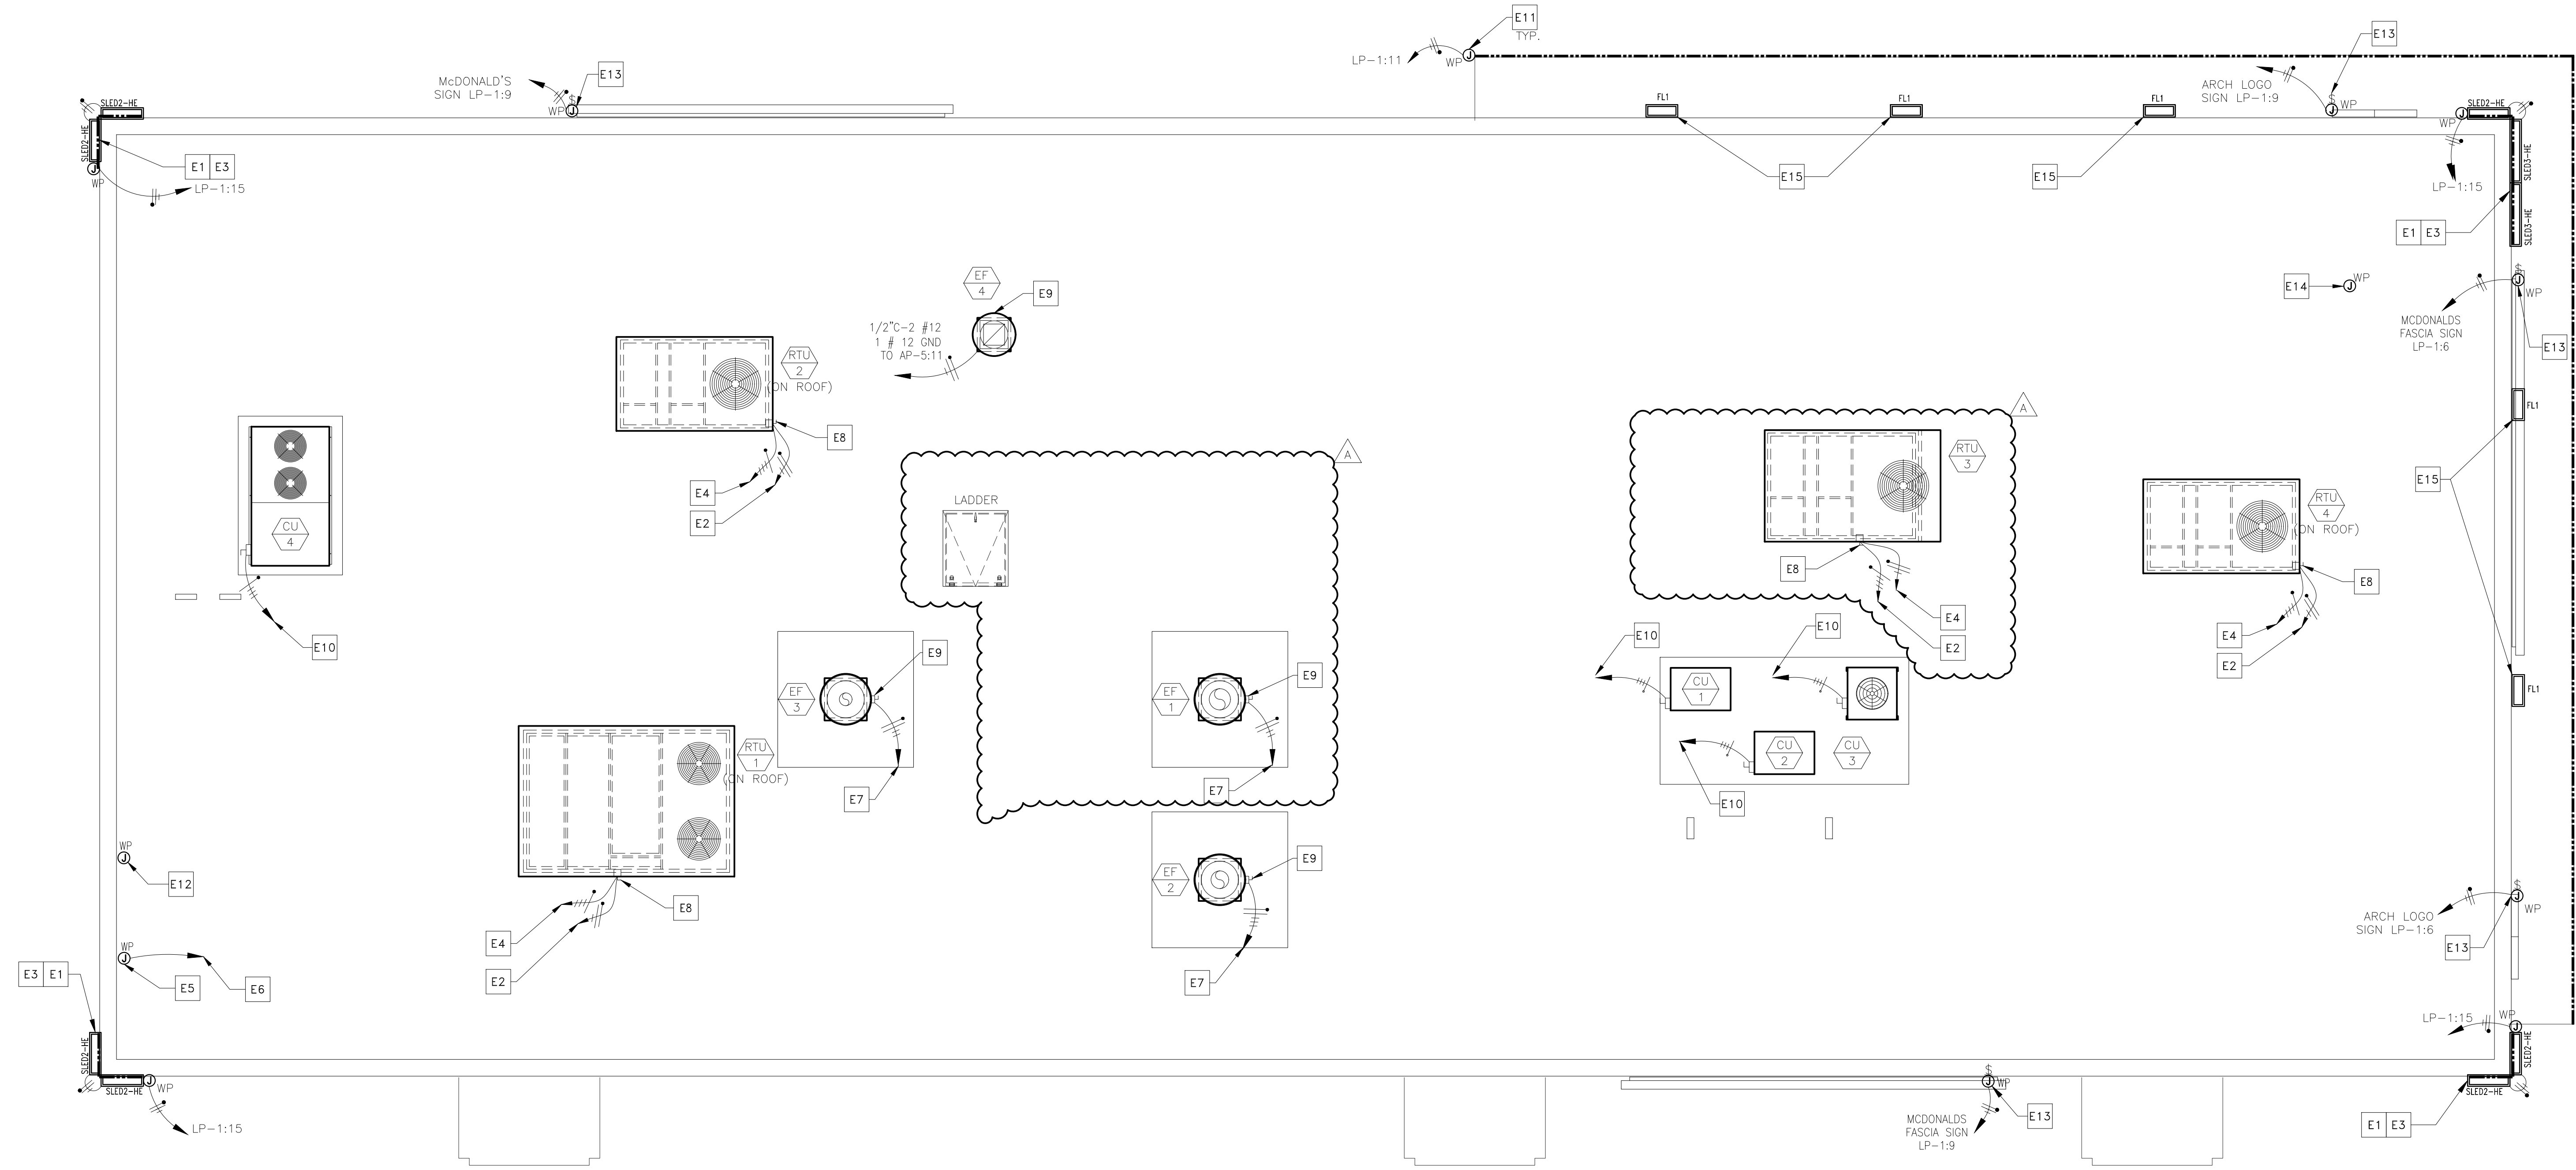 E11
TYP.
LP-1:11
WP
E13
McDONALD'S
SIGN LP-1:9
WP
$
E13
ARCH LOGO
SIGN LP-1:9
$
WP
SLED2-HE
SLED2-HE
E1 E3
WP
LP-1:15
FL1
FL1
FL1
E15
E15
SLED2-HE
WP
SLED3-HE
SLED3-HE
LP-1:15
E1 E3
EF
4
E9
1/2"C-2 #12
1 # 12 GND
TO AP-5:11
E14
WP
$
WP
MCDONALDS
FASCIA SIGN
LP-1:6
E13
RTU
2
(ON ROOF)
E8
E4
E2
CU
4
E10
A
LADDER
A
RTU
3
E8
E4
E2
FL1
E15
FL1
RTU
4
(ON ROOF)
E8
E4
E2
EF
3
E9
E7
EF
1
E9
E7
E10
CU
1
E10
CU
2
CU
3
E10
RTU
1
(ON ROOF)
E8
E4
E2
EF
2
E9
E7
WP
E12
WP
E5
E6
E3 E1
SLED2-HE
SLED2-HE
WP
LP-1:15
$
WP
ARCH LOGO
SIGN LP-1:6
E13
LP-1:15
WP
SLED2-HE
SLED2-HE
E1 E3
$
WP
E13
MCDONALDS
FASCIA SIGN
LP-1:9
J
J
J
J
J
J
J
J
J
J
J
J
J